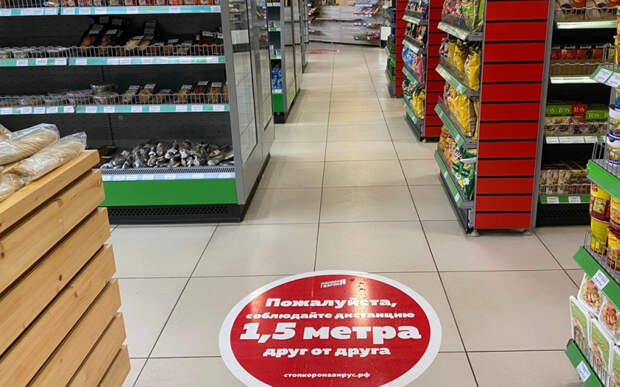 Пожалуйста,
соблюдайте дистанцию
1,5 метра
друг от друга
стопкоронавирус.рф